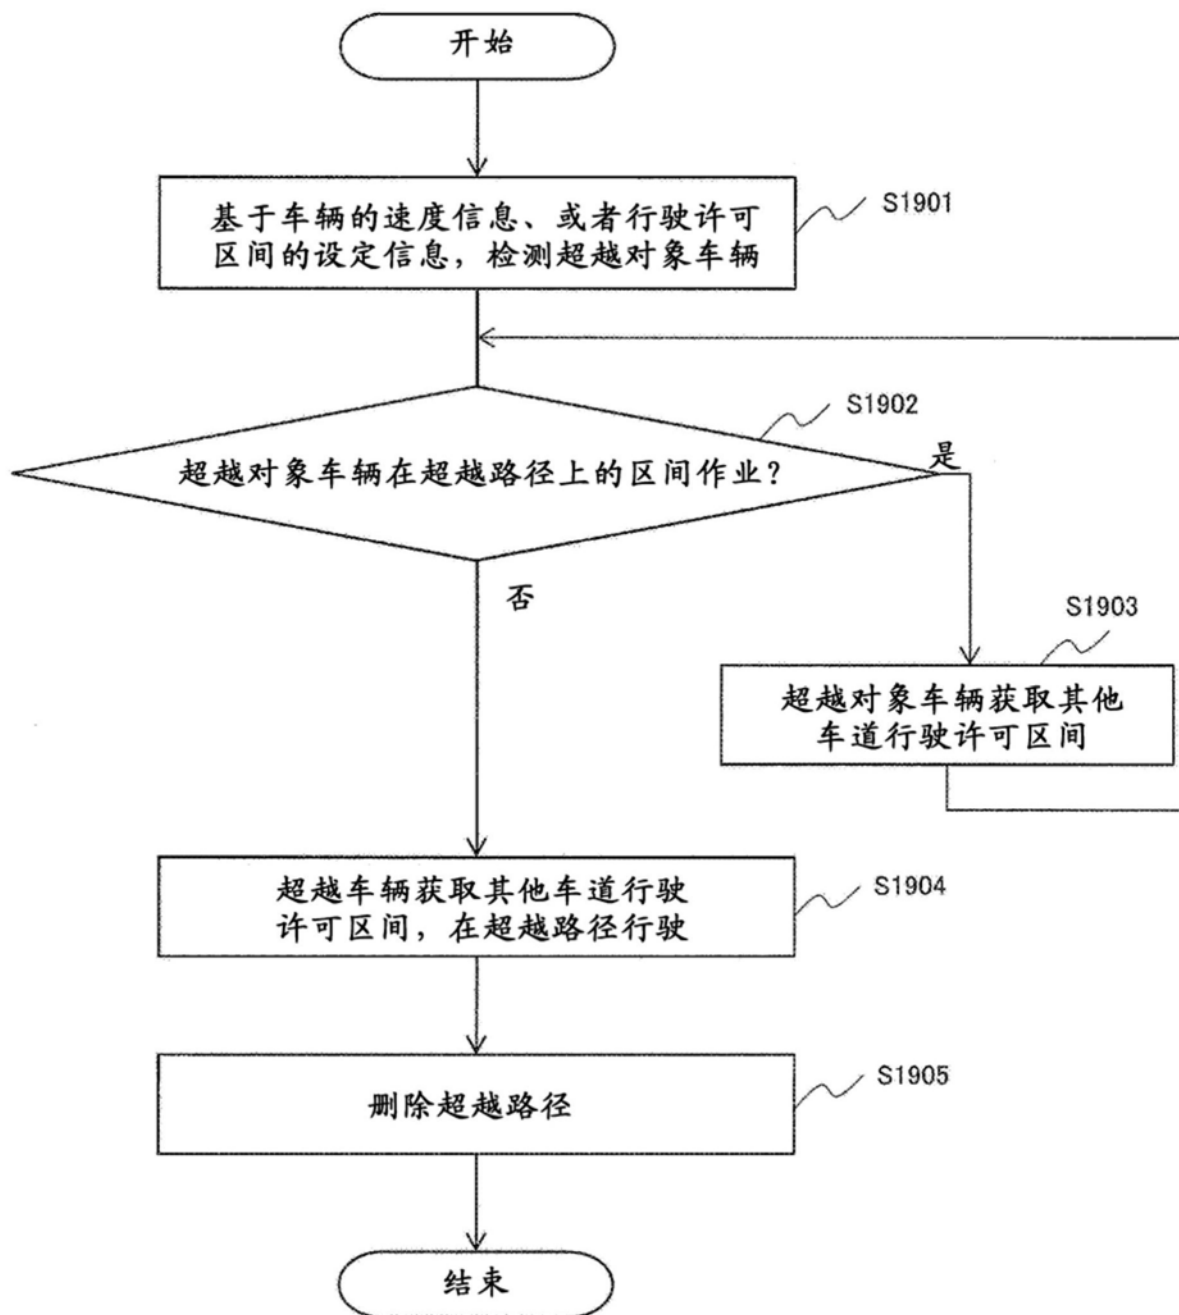 开始
基于车辆的速度信息、或者行驶许可
区间的设定信息，检测超越对象车辆
S1901
S1902
超越对象车辆在超越路径上的区间作业？
是
否
S1903
超越对象车辆获取其他
车道行驶许可区间
超越车辆获取其他车道行驶
许可区间，在超越路径行驶
S1904
删除超越路径
S1905
结束